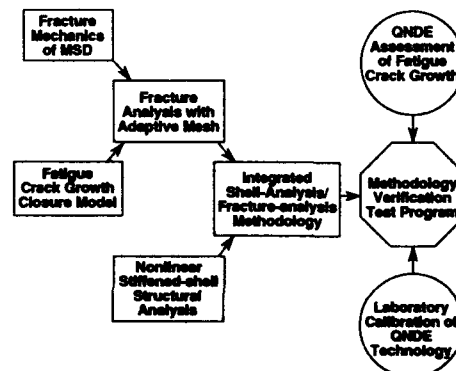 Fracture
Mechanics
of MSD
Fracture
Analysis with
Adaptive Mesh
Fatigue
Crack Growth
Closure Model
Integrated
Shell-Analysis/
Fracture-analysis
Methodology
Nonlinear
Stiffened-shell
Structural
Analysis
QNDE
Assessment
of Fatigue
Crack Growth
Methodology
Verification
Test Program
Laboratory
Calibration of
QNDE
Technology